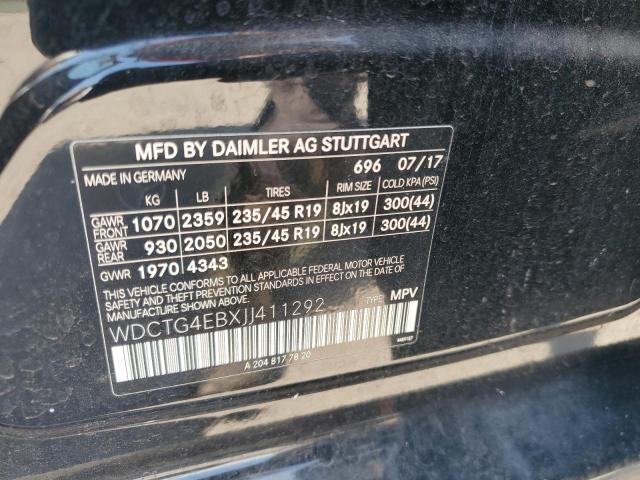 MFD BY DAIMLER AG STUTTGART
696 07/17
MADE IN GERMANY
KG LB TIRES RIM SIZE COLD KPA (PSI)
GAWR FRONT 1070 2359 235/45 R19 8Jx19 300(44)
GAWR REAR 930 2050 235/45 R19 8Jx19 300(44)
GWR 1970 4343
THIS VEHICLE CONFORMS TO ALL APPLICABLE FEDERAL MOTOR VEHICLE
SAFETY, BUMPER, AND THEFT PREVENTION STANDARDS IN EFFECT ON THE
DATE OF MANUFACTURE SHOWN ABOVE.
WDCTG4EBXJJ411292 TYPE: MPV
A 204 817 78 20